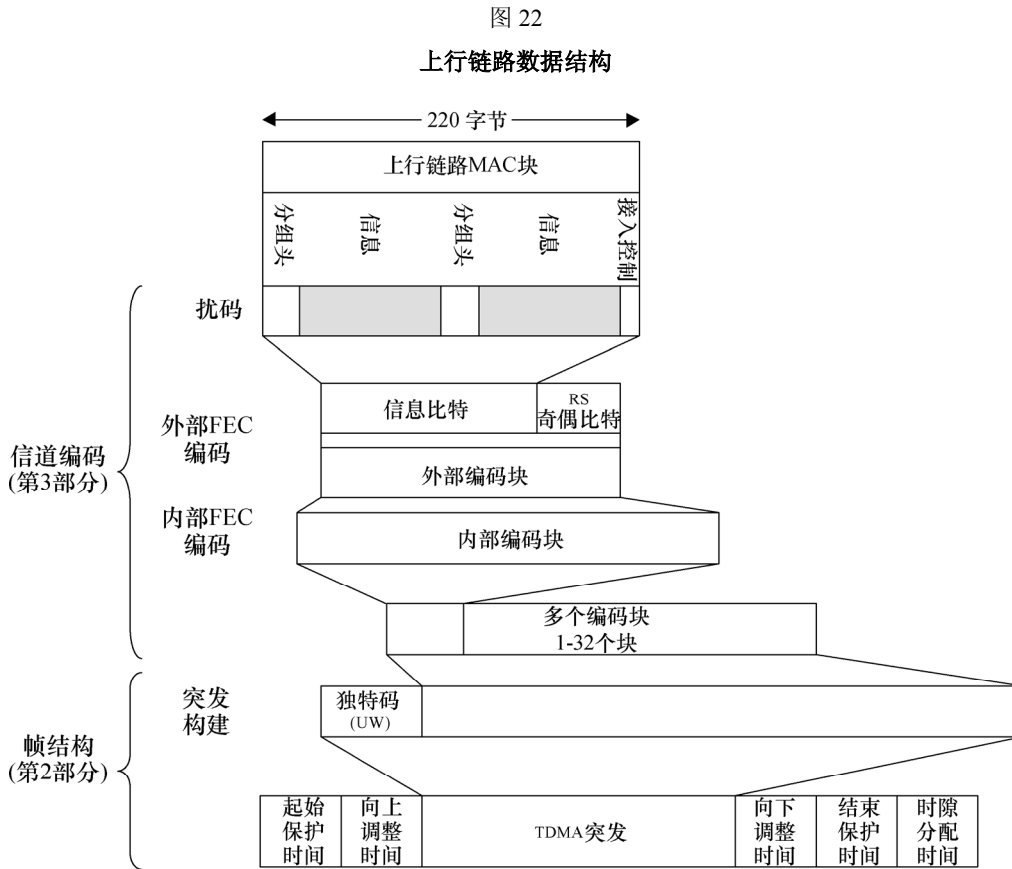 图 22
上行链路数据结构
220 字节
上行链路MAC块
分组头
信息
分组头
信息
接入控制
扰码
信息比特
RS
奇偶比特
外部FEC
编码
外部编码块
信道编码
(第3部分)
内部FEC
编码
内部编码块
多个编码块
1-32个块
突发
构建
独特码
(UW)
帧结构
(第2部分)
起始
保护
时间
向上
调整
时间
TDMA突发
向下
调整
时间
结束
保护
时间
时隙
分配
时间